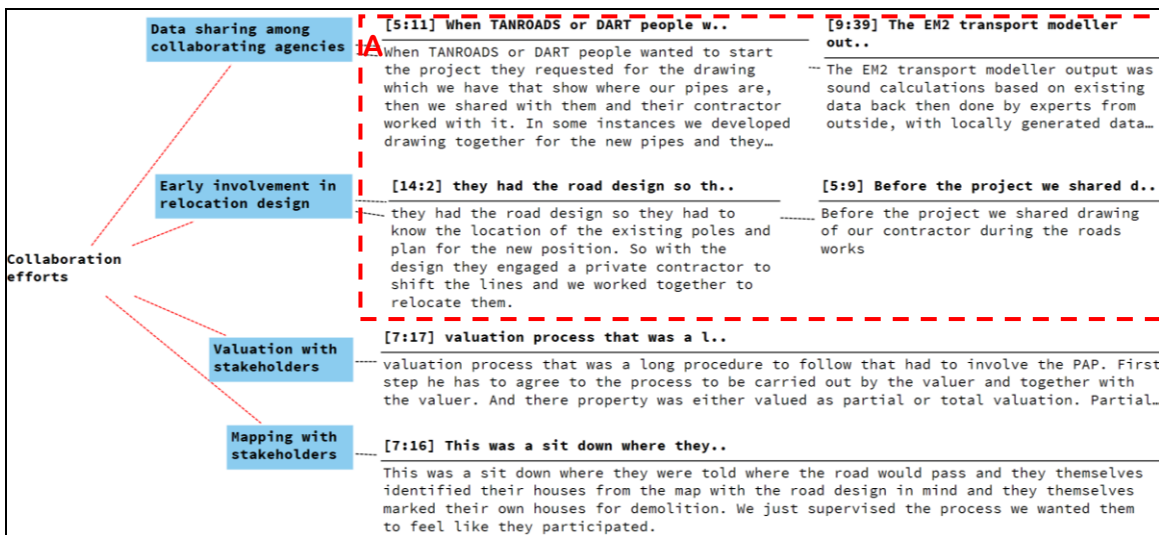 Collaboration
efforts
Data sharing among
collaborating agencies
A
[5:11] When TANROADS or DART people w..
When TANROADS or DART people wanted to start
the project they requested for the drawing
which we have that show where our pipes are,
then we shared with them and their contractor
worked with it. In some instances we developed
drawing together for the new pipes and they…
[9:39] The EM2 transport modeller
out..
The EM2 transport modeller output was
sound calculations based on existing
data back then done by experts from
outside, with locally generated data…
Early involvement in
relocation design
[14:2] they had the road design so th..
they had the road design so they had to
know the location of the existing poles and
plan for the new position. So with the
design they engaged a private contractor to
shift the lines and we worked together to
relocate them.
[5:9] Before the project we shared d..
Before the project we shared drawing
of our contractor during the roads
works
Valuation with
stakeholders
[7:17] valuation process that was a l..
valuation process that was a long procedure to follow that had to involve the PAP. First
step he has to agree to the process to be carried out by the valuer and together with
the valuer. And there property was either valued as partial or total valuation. Partial…
Mapping with
stakeholders
[7:16] This was a sit down where they..
This was a sit down where they were told where the road would pass and they themselves
identified their houses from the map with the road design in mind and they themselves
marked their own houses for demolition. We just supervised the process we wanted them
to feel like they participated.